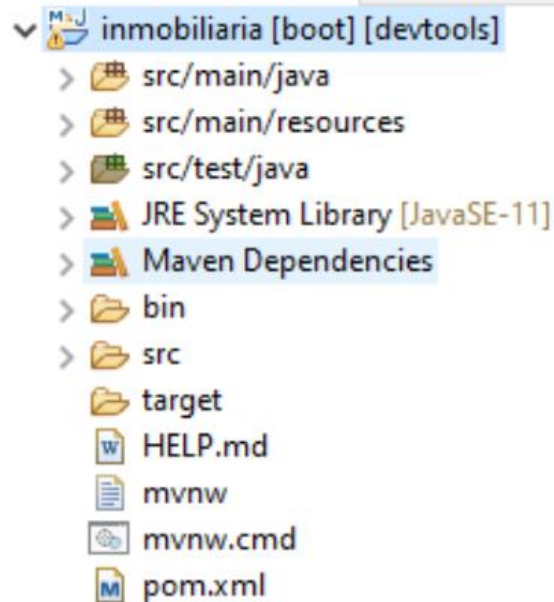 inmobiliaria [boot] [devtools]
src/main/java
src/main/resources
src/test/java
JRE System Library [JavaSE-11]
Maven Dependencies
bin
src
target
HELP.md
mvnw
mvnw.cmd
pom.xml